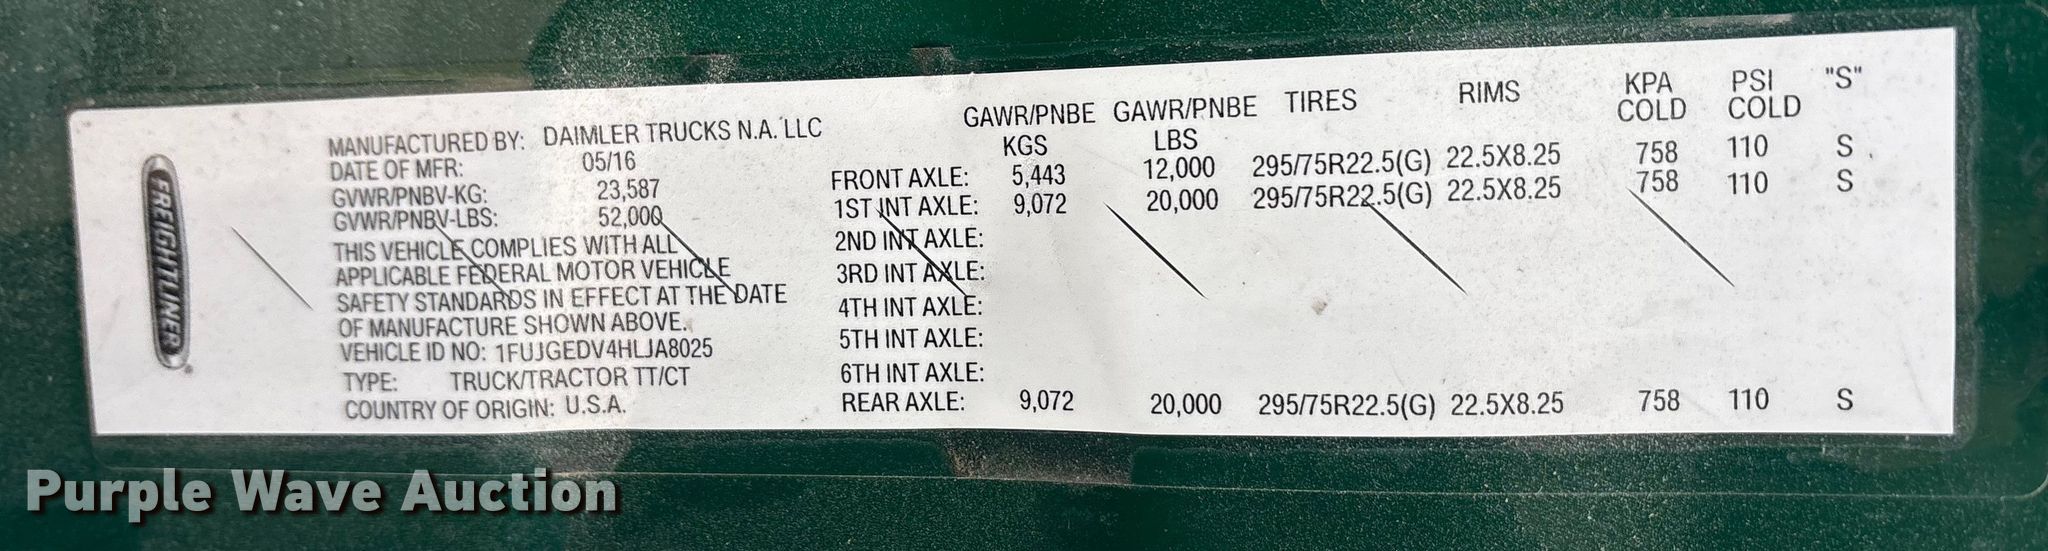 FREIGHTLINER
MANUFACTURED BY: DAIMLER TRUCKS N.A. LLC
DATE OF MFR: 05/16
GVWR/PNBV-KG: 23,587
GVWR/PNBV-LBS: 52,000
THIS VEHICLE COMPLIES WITH ALL
APPLICABLE FEDERAL MOTOR VEHICLE
SAFETY STANDARDS IN EFFECT AT THE DATE
OF MANUFACTURE SHOWN ABOVE.
VEHICLE ID NO: 1FUJGEDV4HLJA8025
TYPE: TRUCK/TRACTOR TT/CT
COUNTRY OF ORIGIN: U.S.A.
GAWR/PNBE KGS GAWR/PNBE LBS TIRES RIMS KPA COLD PSI COLD "S"
FRONT AXLE: 5,443 12,000 295/75R22.5(G) 22.5X8.25 758 110 S
1ST INT AXLE: 9,072 20,000 295/75R22.5(G) 22.5X8.25 758 110 S
2ND INT AXLE:
3RD INT AXLE:
4TH INT AXLE:
5TH INT AXLE:
6TH INT AXLE:
REAR AXLE: 9,072 20,000 295/75R22.5(G) 22.5X8.25 758 110 S
Purple Wave Auction